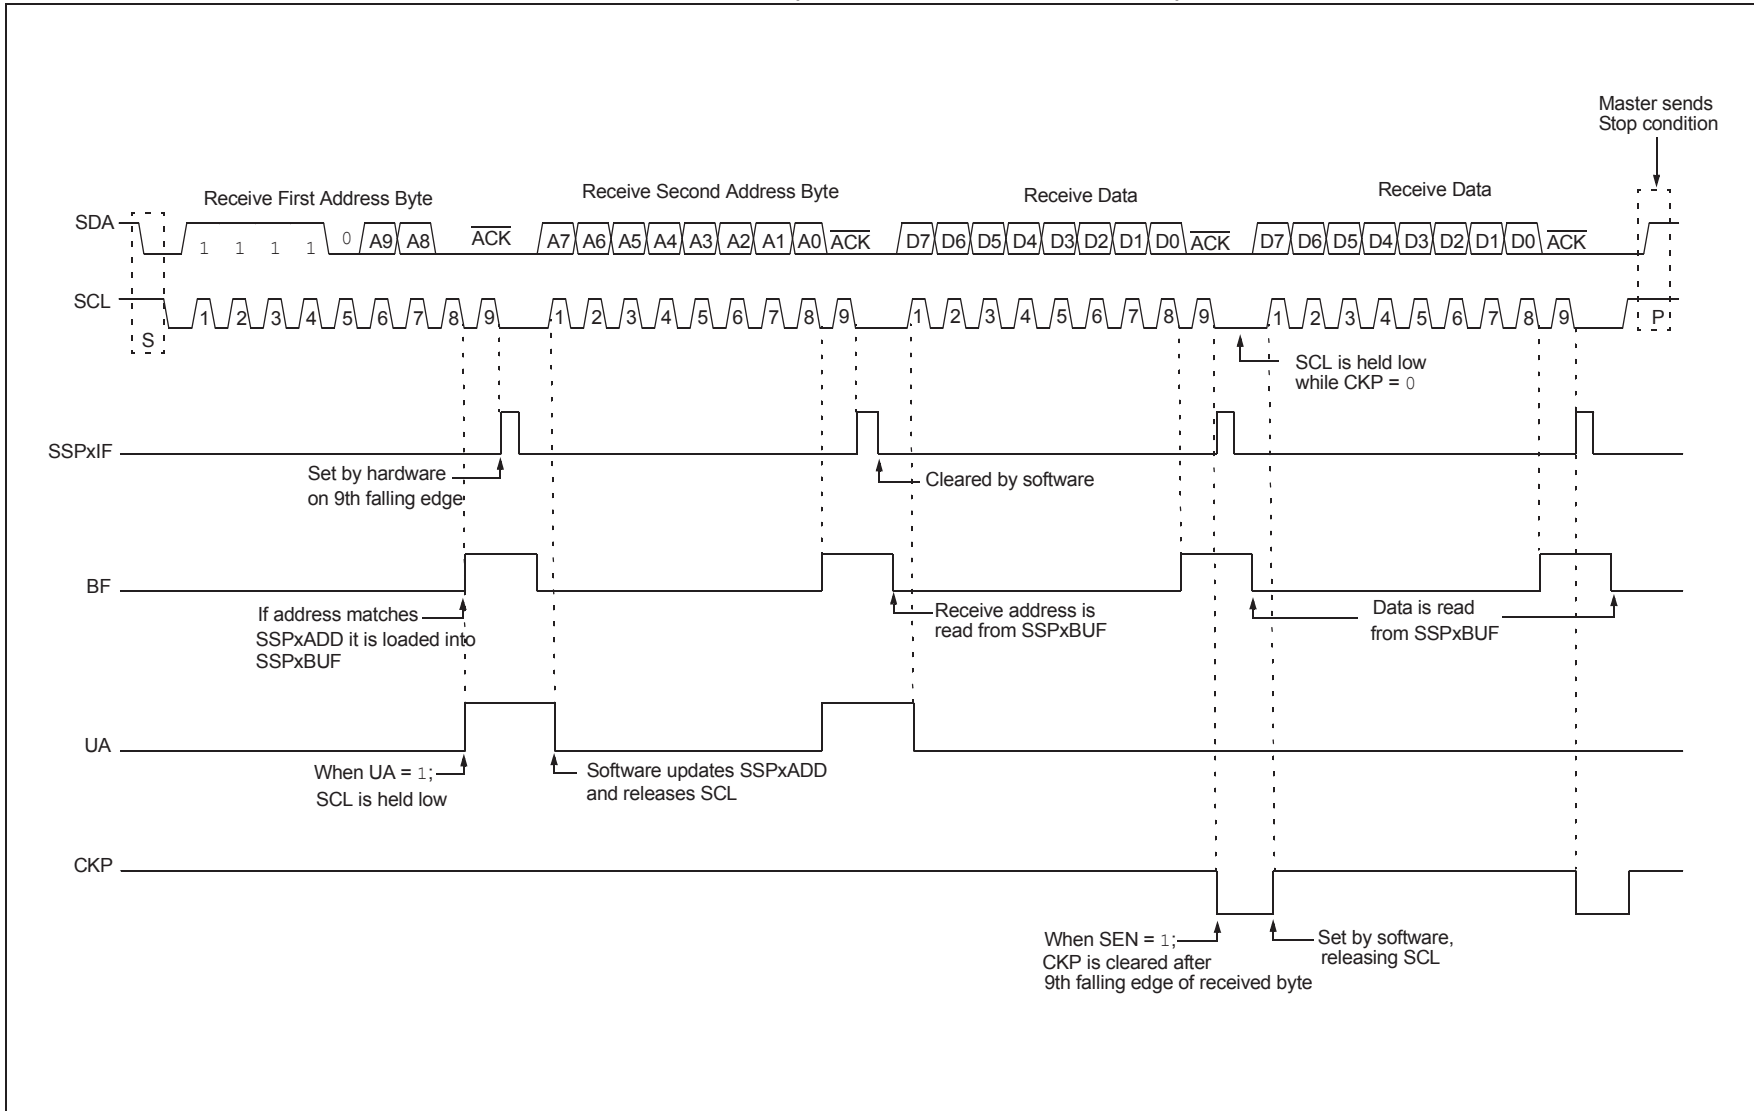 Master sends
Stop condition
Receive First Address Byte
Receive Second Address Byte
Receive Data
Receive Data
SDA
1 1 1 1 0 A9 A8 ACK A7 A6 A5 A4 A3 A2 A1 A0 ACK D7 D6 D5 D4 D3 D2 D1 D0 ACK D7 D6 D5 D4 D3 D2 D1 D0 ACK
SCL
S 1 2 3 4 5 6 7 8 9 1 2 3 4 5 6 7 8 9 1 2 3 4 5 6 7 8 9 1 2 3 4 5 6 7 8 9 P
SCL is held low
while CKP = 0
SSPxIF
Set by hardware
on 9th falling edge
Cleared by software
BF
If address matches
SSPxADD it is loaded into
SSPxBUF
Receive address is
read from SSPxBUF
Data is read
from SSPxBUF
UA
When UA = 1;
SCL is held low
Software updates SSPxADD
and releases SCL
CKP
When SEN = 1;
CKP is cleared after
9th falling edge of received byte
Set by software,
releasing SCL